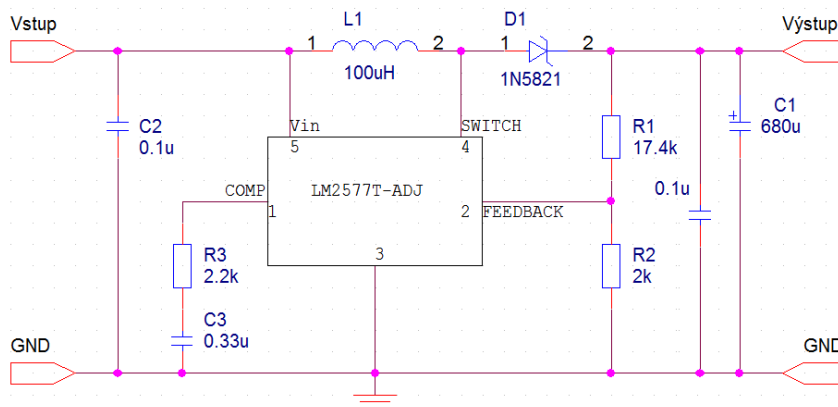 Vstup
L1
D1
Výstup
1
2
1
2
100uH
1N5821
C2
0.1u
Vin
5
SWITCH
4
R1
17.4k
C1
+
680u
LM2577T-ADJ
COMP
1
2
FEEDBACK
0.1u
R3
2.2k
3
R2
2k
C3
0.33u
GND
GND